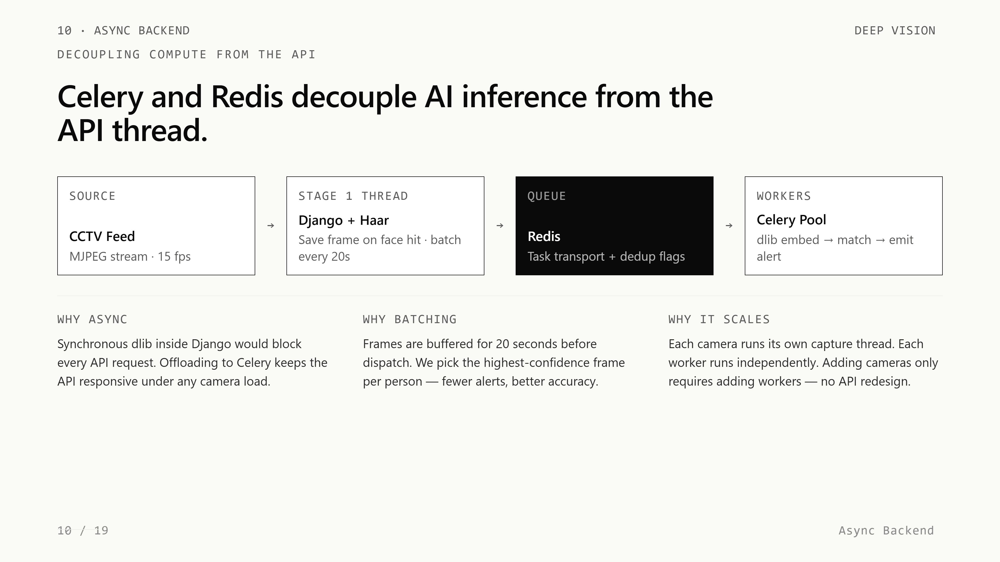 10 · ASYNC BACKEND
DEEP VISION
DECOUPLING COMPUTE FROM THE API
Celery and Redis decouple AI inference from the
API thread.
SOURCE
CCTV Feed
MJPEG stream · 15 fps
→
STAGE 1 THREAD
Django + Haar
Save frame on face hit · batch
every 20s
→
QUEUE
Redis
Task transport + dedup flags
→
WORKERS
Celery Pool
dlib embed → match → emit
alert
WHY ASYNC
Synchronous dlib inside Django would block
every API request. Offloading to Celery keeps the
API responsive under any camera load.
WHY BATCHING
Frames are buffered for 20 seconds before
dispatch. We pick the highest-confidence frame
per person — fewer alerts, better accuracy.
WHY IT SCALES
Each camera runs its own capture thread. Each
worker runs independently. Adding cameras only
requires adding workers — no API redesign.
10 / 19
Async Backend